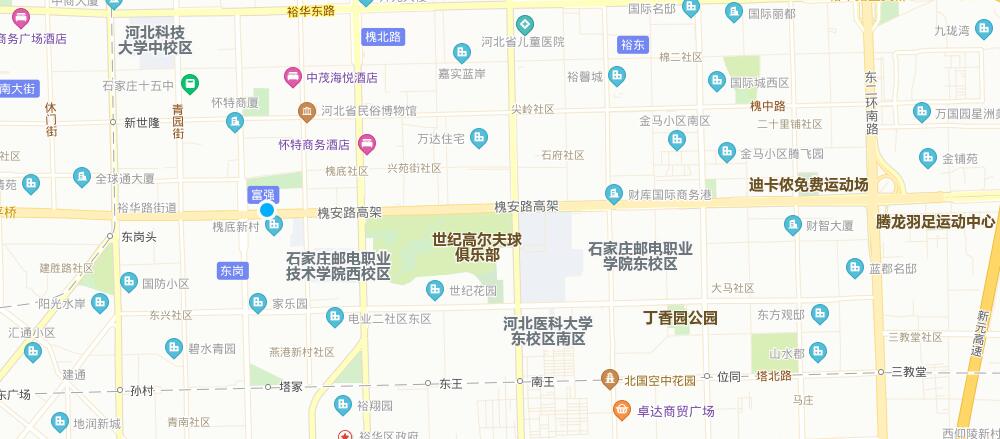 中商大厦
裕华东路
国际名邸
国际丽都
商务广场酒店
河北科技
大学中校区
槐北路
河北省儿童医院
裕东
九珑湾
棉二社区
嘉实蓝岸
裕馨城
石家庄十五中
中茂海悦酒店
国际城西区
南大街
休门街
青园街
怀特商厦
河北省民俗博物馆
尖岭社区
槐中路
东二环南路
新世隆
金马小区南区
二十里铺社区
万国园星洲美
怀特商务酒店
万达住宅
石府社区
金马小区腾飞园
金铺苑
社区
槐底社区
兴苑街社区
青苑
全球通大厦
富强
财库国际商务港
迪卡侬免费运动场
平桥
裕华路街道
槐安路高架
槐安路高架
槐底新村
财智大厦
腾龙羽足运动中心
东岗头
世纪高尔夫球
俱乐部
石家庄邮电职业
学院东校区
石家庄邮电职业
技术学院西校区
建胜路社区
东岗
蓝郡名邸
国防小区
世纪花园
大马社区
阳光水岸
家乐园
东兴社区
电业二社区东区
河北医科大学
东校区南区
丁香园公园
东方观邸
新元高速
汇通小区
碧水青园
燕港新村社区
三教堂社区
山水郡
建通
塔冢
东王
南王
北国空中花园
位同
塔北路
三教堂
东广场
孙村
马庄
裕翔园
卓达商贸广场
地润新城
青南社区
裕华区政府
西仰陵新村